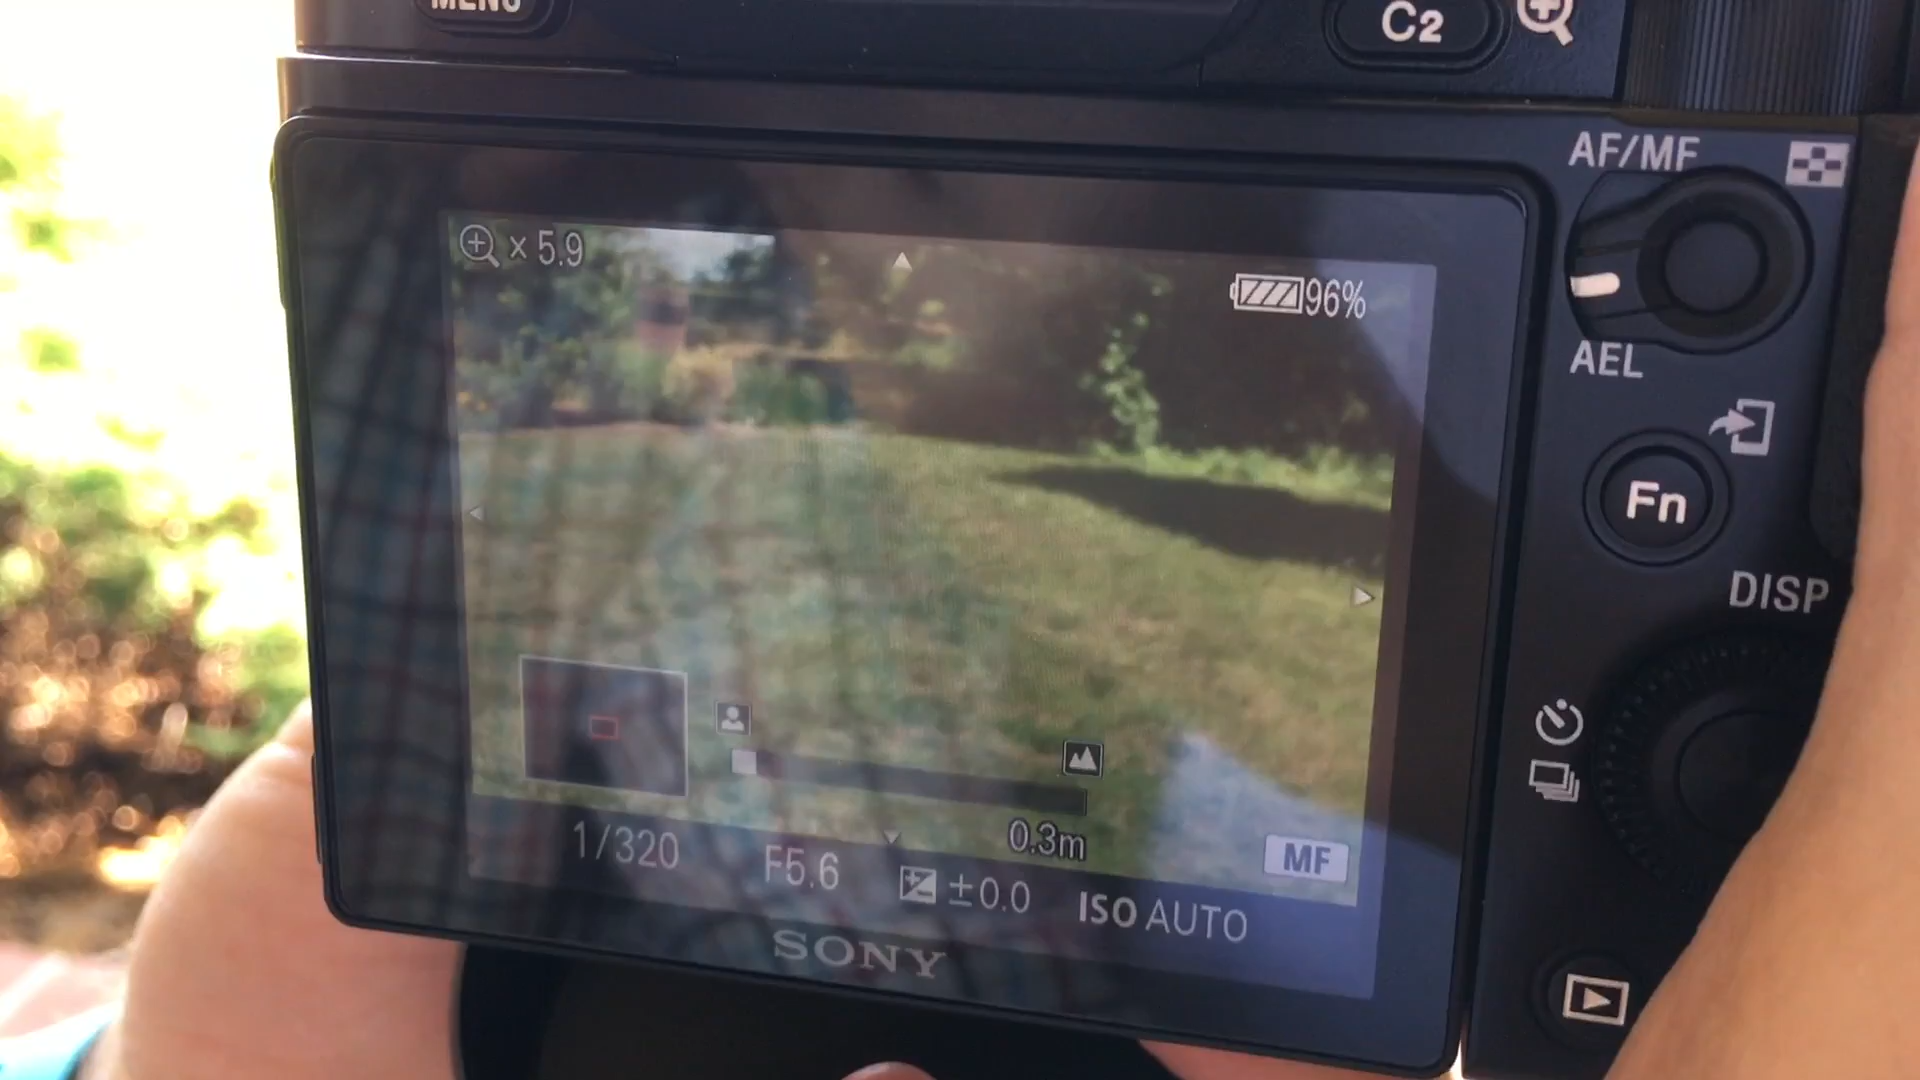 MENU
C2
AF/MF
× 5.9
96%
AEL
Fn
DISP
0.3m
MF
1/320
F5.6
±0.0
ISO AUTO
SONY